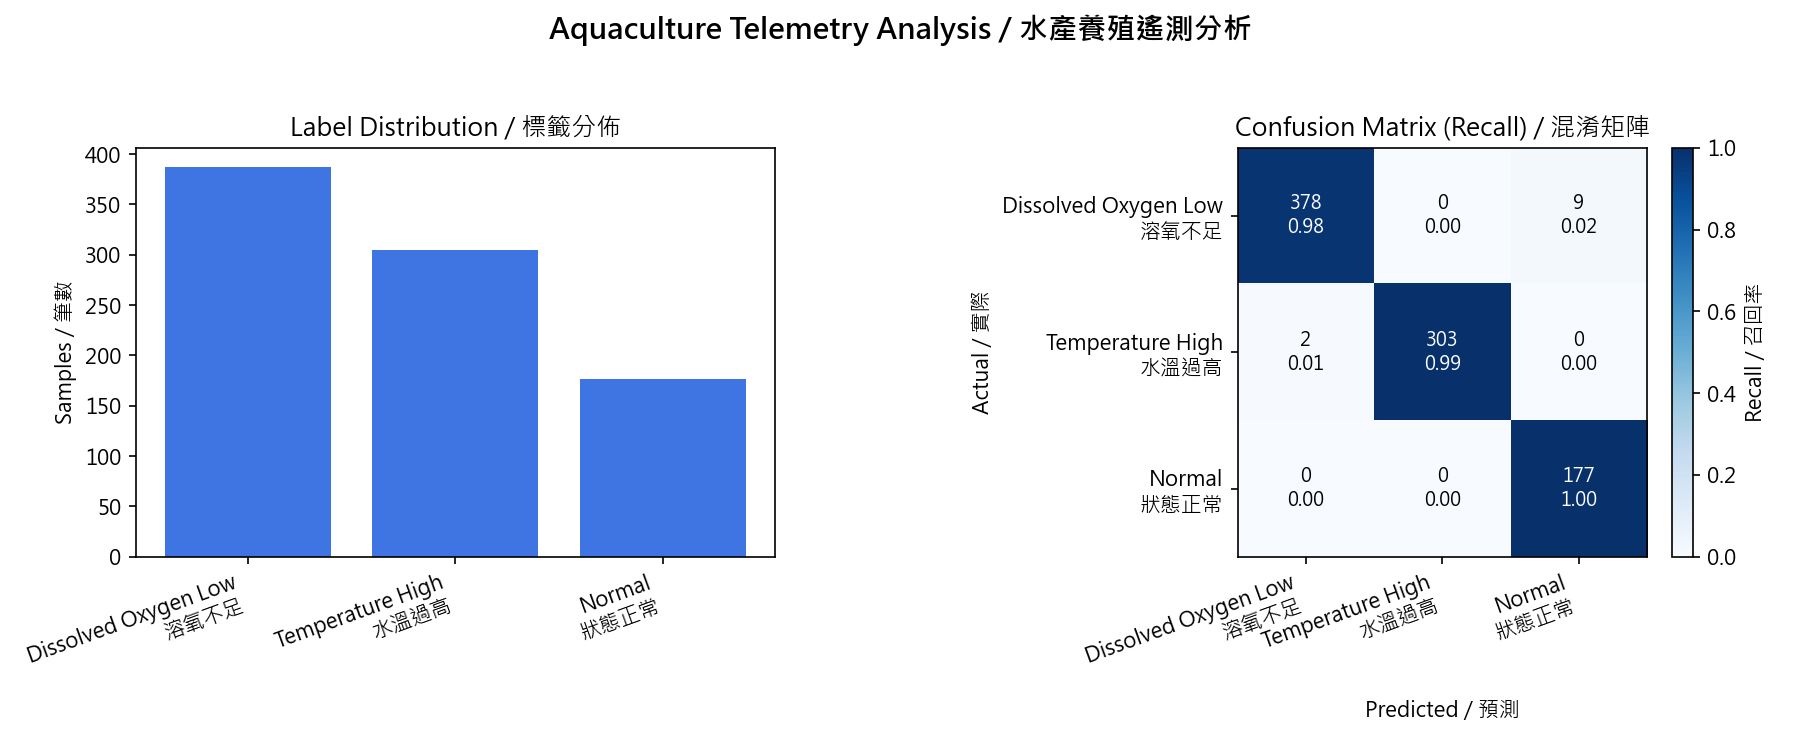 Aquaculture Telemetry Analysis / 水產養殖遙測分析
Label Distribution / 標籤分佈
Samples / 筆數
400
350
300
250
200
150
100
50
0
Dissolved Oxygen Low
溶氧不足
Temperature High
水溫過高
Normal
狀態正常
Confusion Matrix (Recall) / 混淆矩陣
Actual / 實際
Dissolved Oxygen Low
溶氧不足
Temperature High
水溫過高
Normal
狀態正常
378
0.98
0
0.00
9
0.02
2
0.01
303
0.99
0
0.00
0
0.00
0
0.00
177
1.00
Dissolved Oxygen Low
溶氧不足
Temperature High
水溫過高
Normal
狀態正常
Predicted / 預測
1.0
0.8
0.6
0.4
0.2
0.0
Recall / 召回率